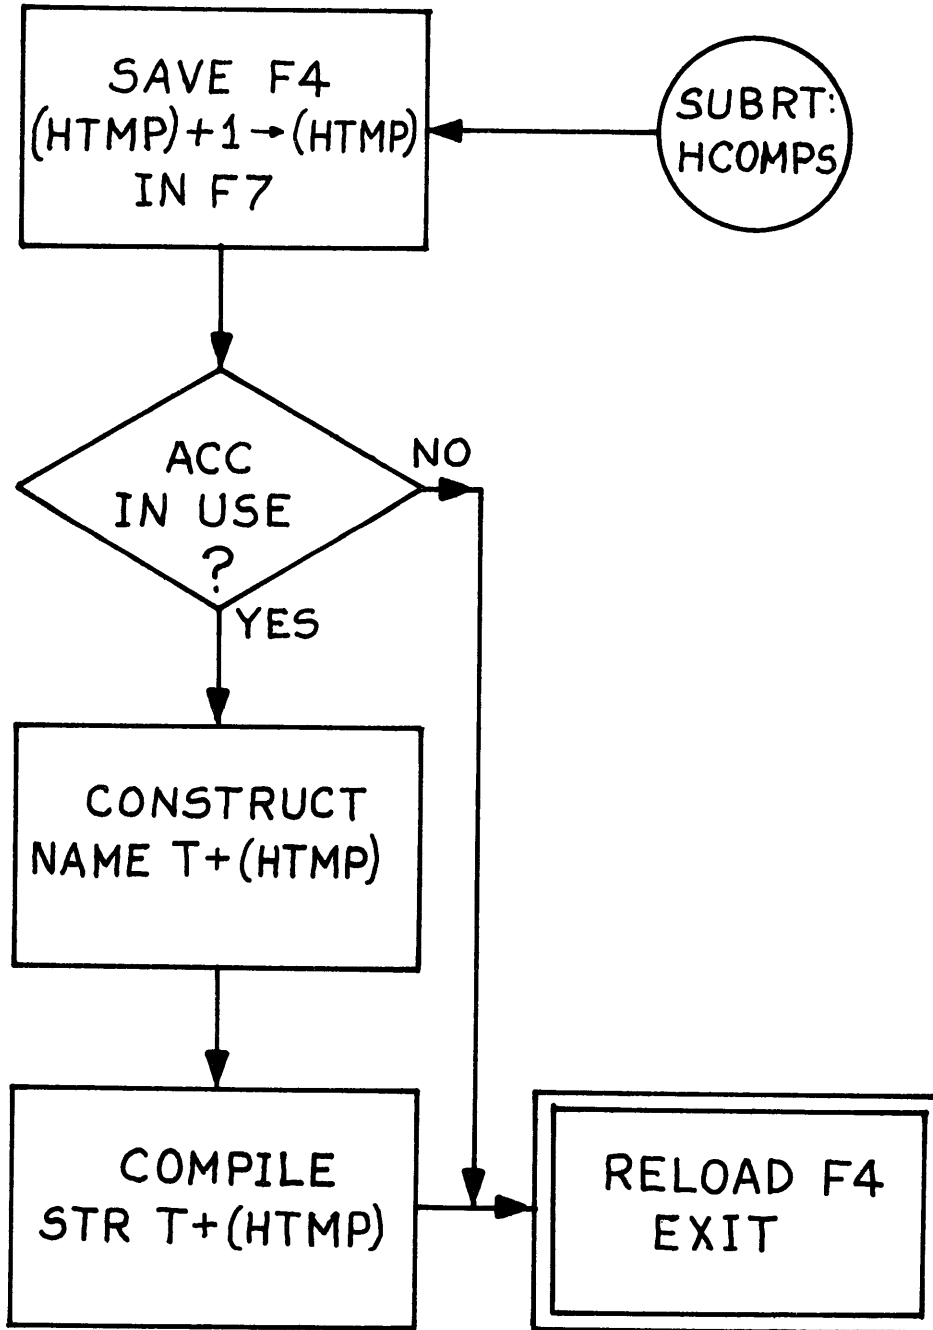 SAVE F4
(HTMP)+1→(HTMP)
IN F7
SUBRT:
HCOMPS
ACC
IN USE
?
NO
YES
CONSTRUCT
NAME T+(HTMP)
COMPILE
STR T+(HTMP)
RELOAD F4
EXIT